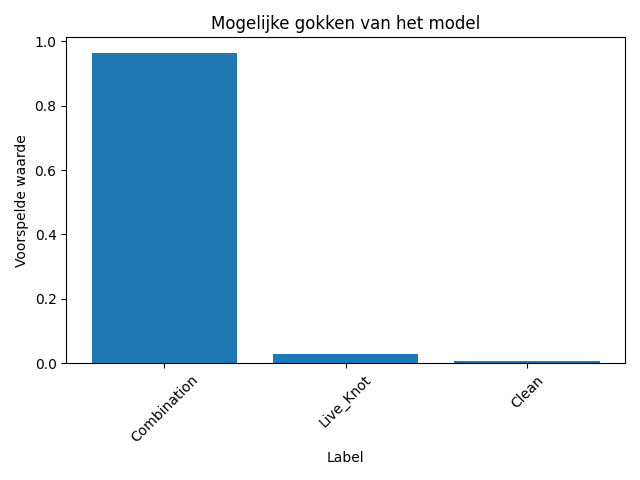 Mogelijke gokken van het model
Voorspelde waarde
1.0
0.8
0.6
0.4
0.2
0.0
Combination
Live_Knot
Clean
Label